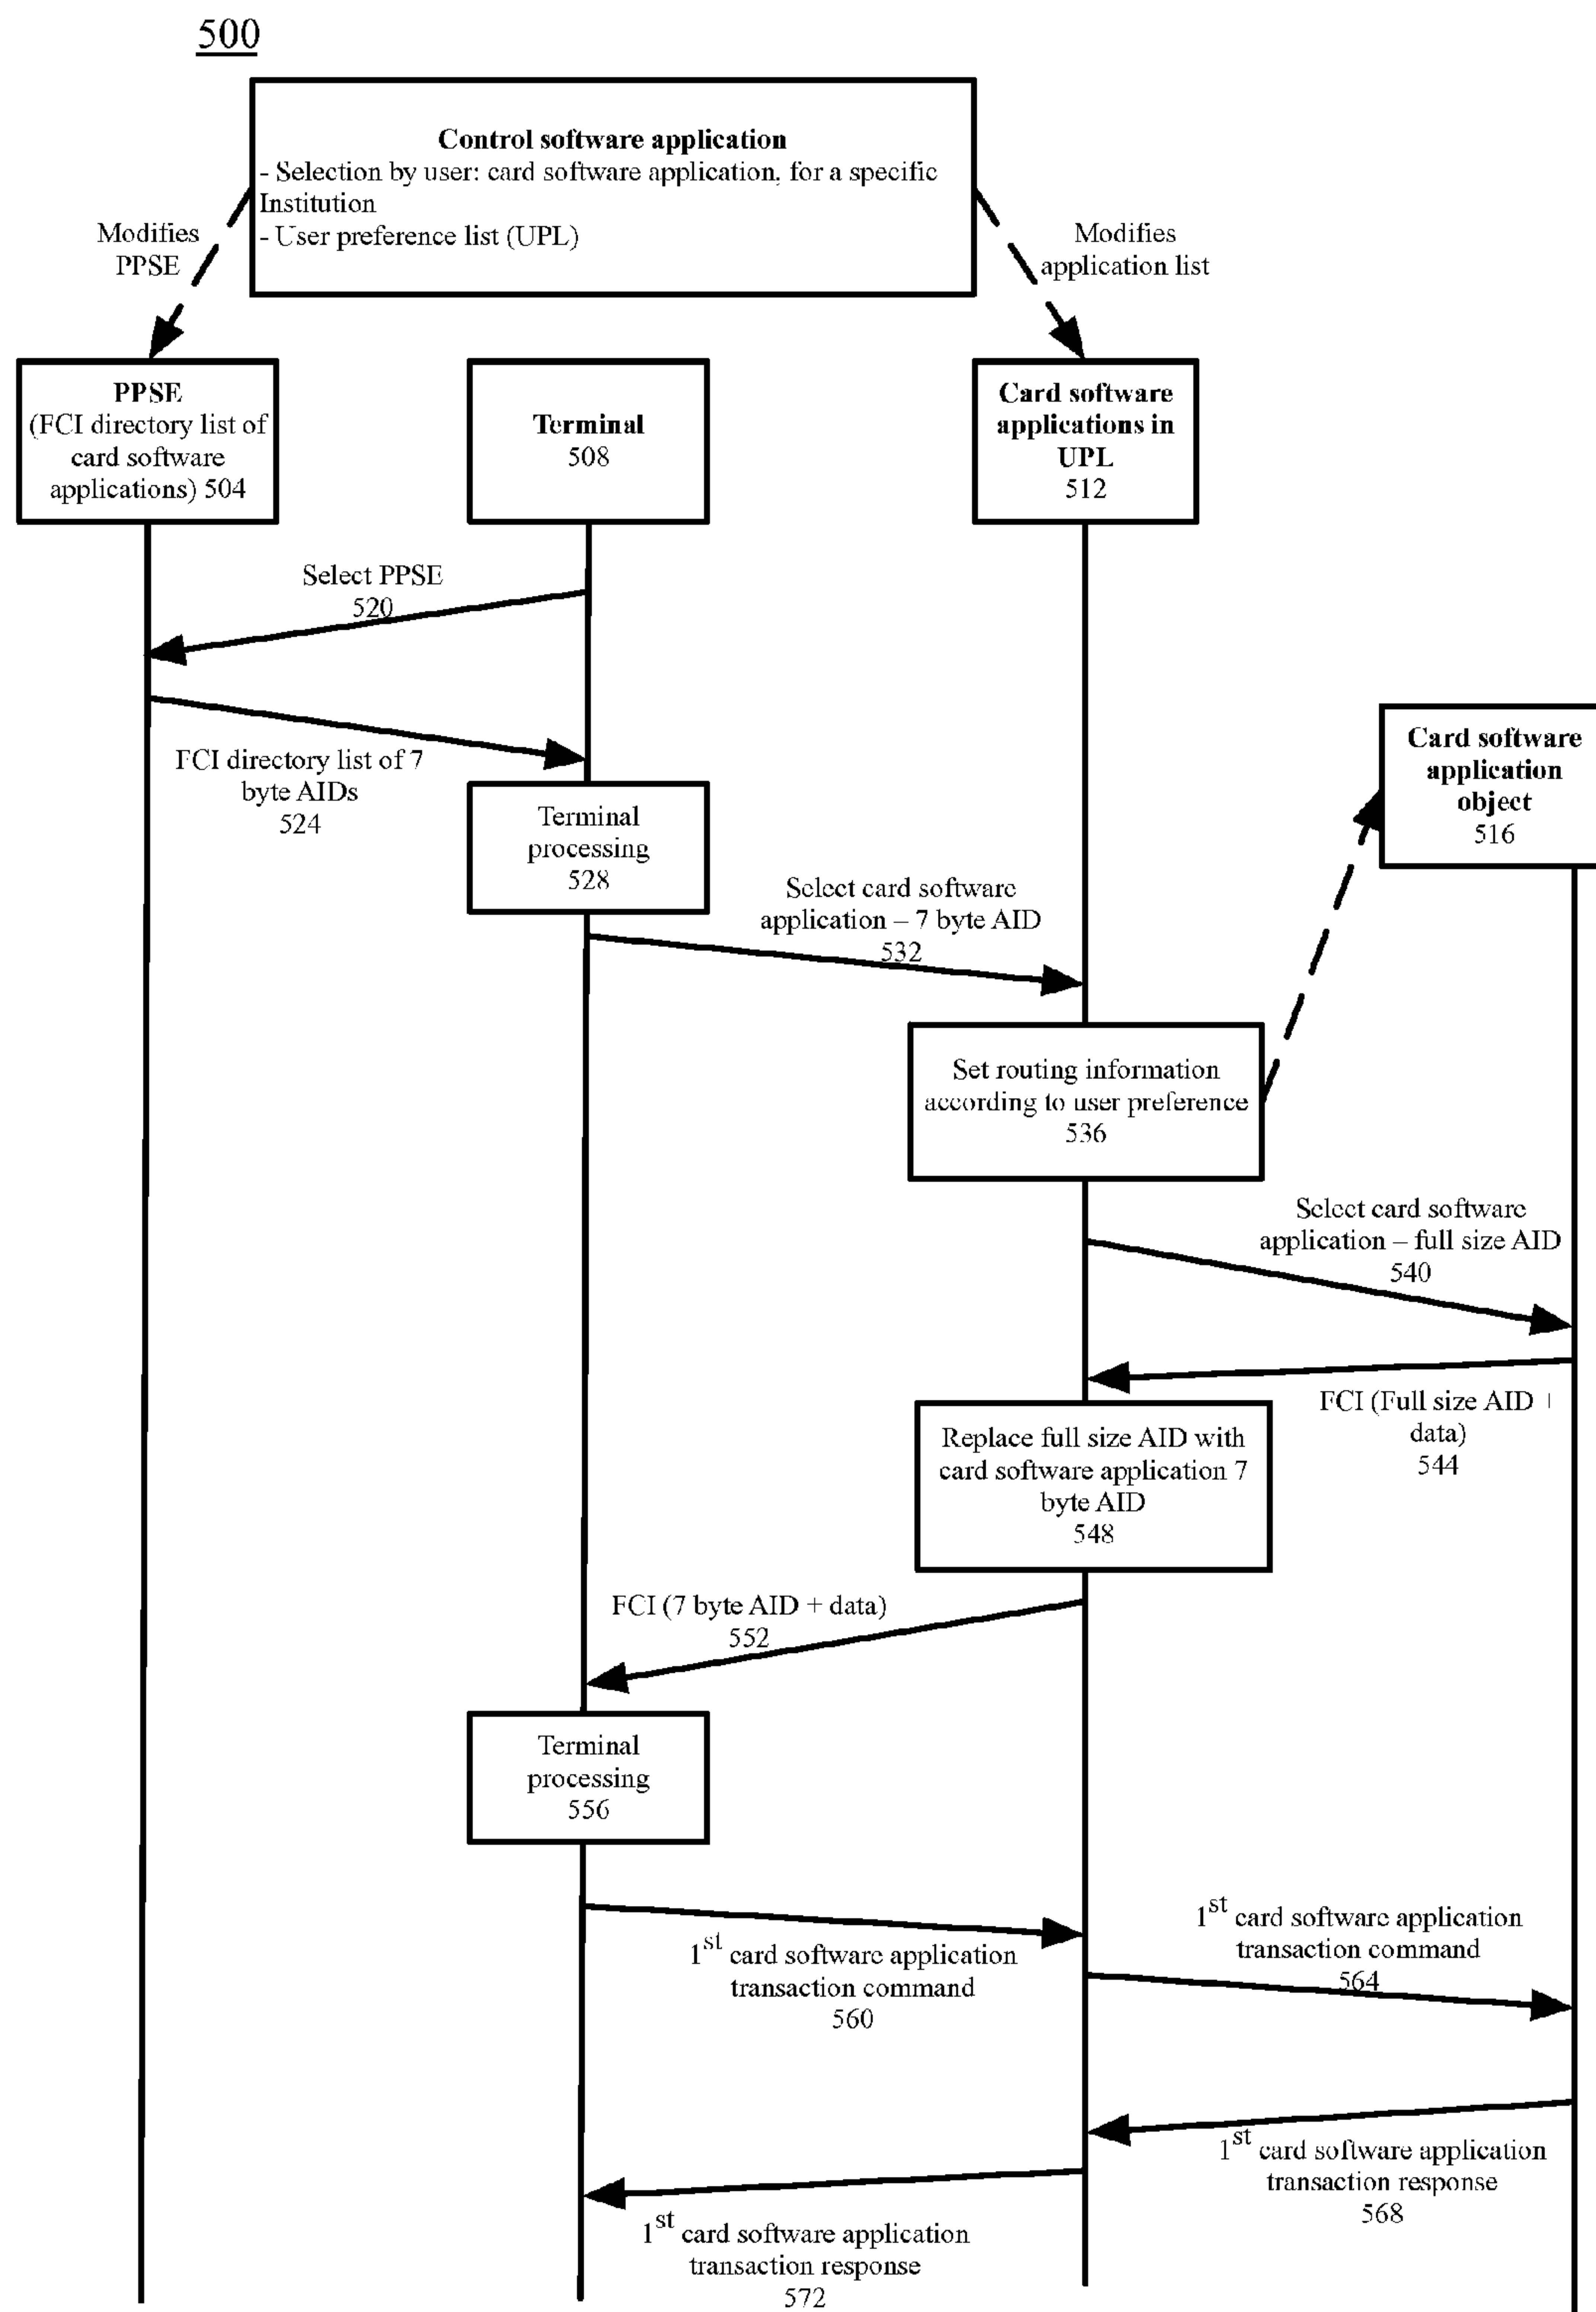 500
Control software application
- Selection by user: card software application, for a specific
Institution
- User preference list (UPL)
Modifies
PPSE
Modifies
application list
PPSE
(FCI directory list of
card software
applications) 504
Terminal
508
Card software
applications in
UPL
512
Select PPSE
520
FCI directory list of 7
byte AIDs
524
Card software
application
object
516
Terminal
processing
528
Select card software
application – 7 byte AID
532
Set routing information
according to user preference
536
Select card software
application – full size AID
540
FCI (Full size AID +
data)
544
Replace full size AID with
card software application 7
byte AID
548
FCI (7 byte AID + data)
552
Terminal
processing
556
1st card software application
transaction command
560
1st card software application
transaction command
564
1st card software application
transaction response
568
1st card software application
transaction response
572